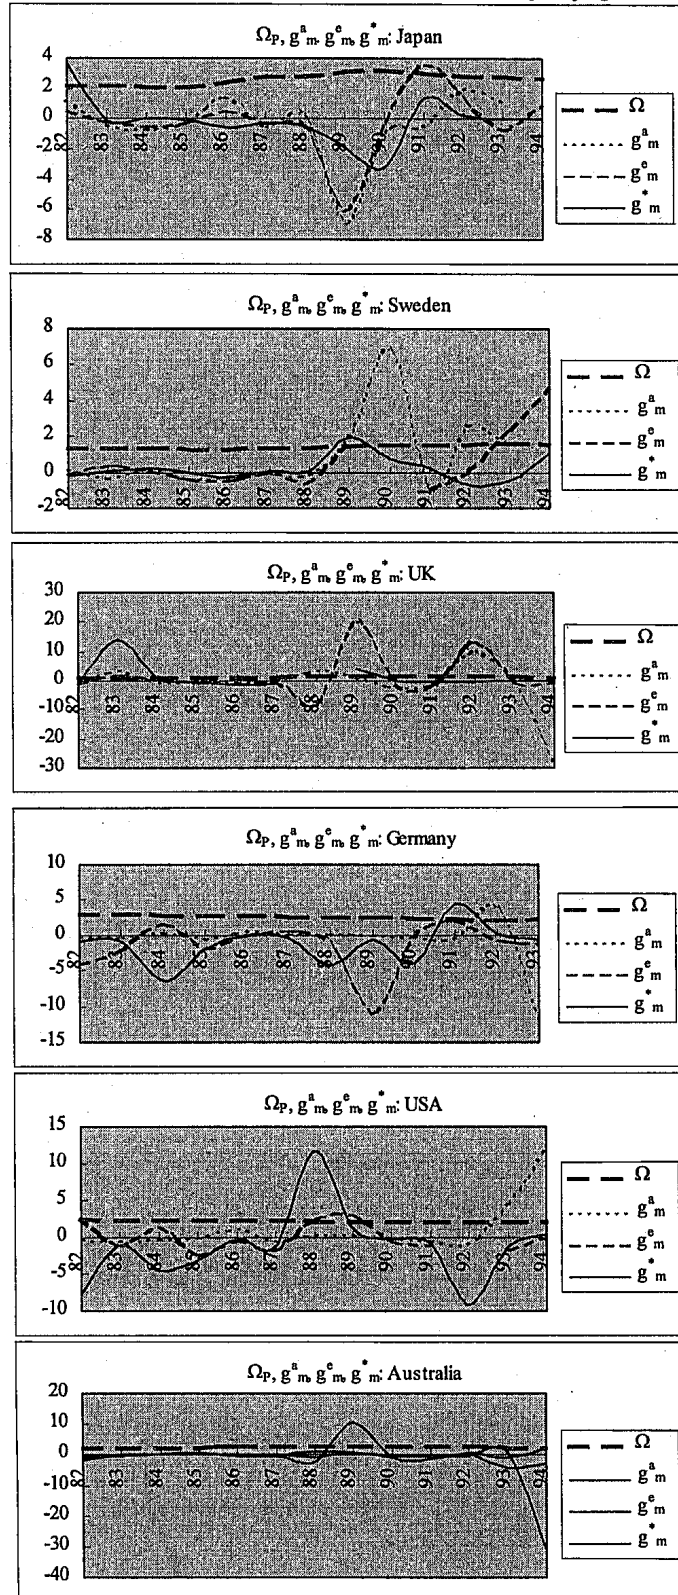 Ω_P, g^a_m, g^e_m, g^*_m: Japan
4
2
0
-2
-4
-6
-8
82 83 84 85 86 87 88 89 90 91 92 93 94
Ω
g^a_m
g^e_m
g^*_m
Ω_P, g^a_m, g^e_m, g^*_m: Sweden
8
6
4
2
0
-2
82 83 84 85 86 87 88 89 90 91 92 93 94
Ω
g^a_m
g^e_m
g^*_m
Ω_P, g^a_m, g^e_m, g^*_m: UK
30
20
10
0
-10
-20
-30
82 83 84 85 86 87 88 89 90 91 92 93 94
Ω
g^a_m
g^e_m
g^*_m
Ω_P, g^a_m, g^e_m, g^*_m: Germany
10
5
0
-5
-10
-15
82 83 84 85 86 87 88 89 90 91 92 93
Ω
g^a_m
g^e_m
g^*_m
Ω_P, g^a_m, g^e_m, g^*_m: USA
15
10
5
0
-5
-10
82 83 84 85 86 87 88 89 90 91 92 93 94
Ω
g^a_m
g^e_m
g^*_m
Ω_P, g^a_m, g^e_m, g^*_m: Australia
20
10
0
-10
-20
-30
-40
82 83 84 85 86 87 88 89 90 91 92 93 94
Ω
g^a_m
g^e_m
g^*_m